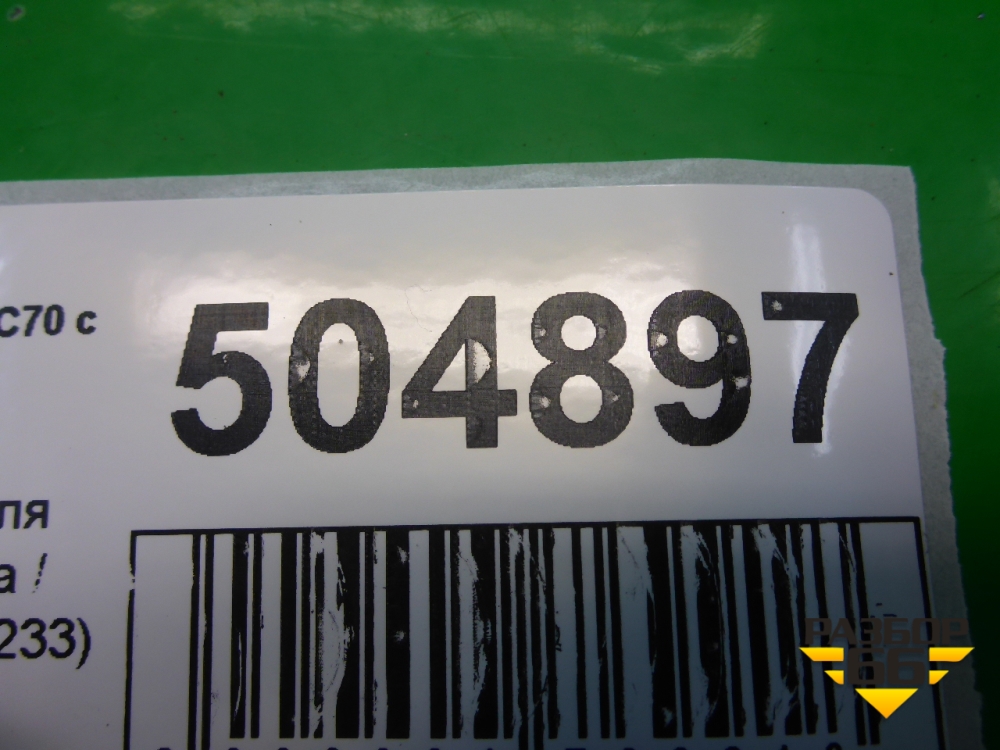 C70 с
504897
ля
а /
233)
РАЗБОР
66